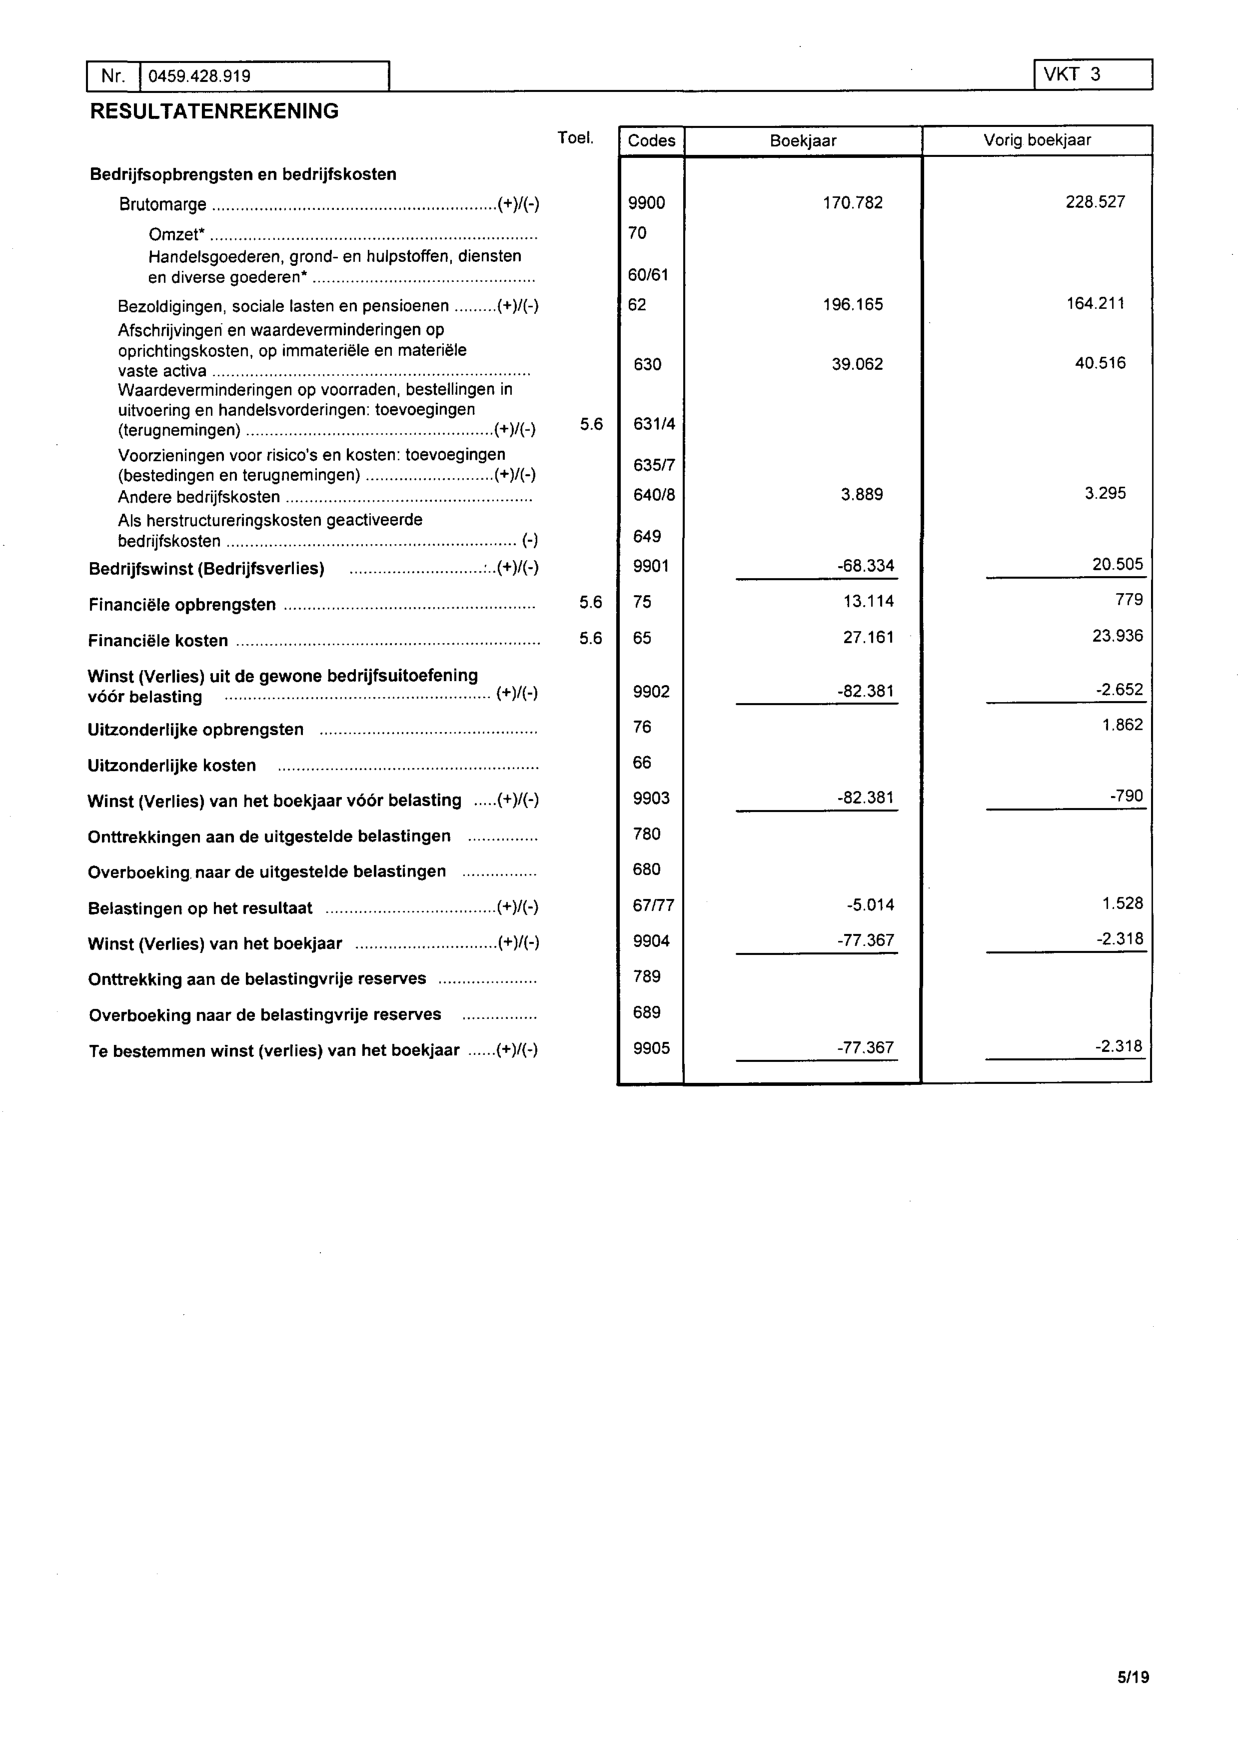 Nr. 0459.428.919 VKT 3
RESULTATENREKENING
Toel. Codes Boekjaar Vorig boekjaar
Bedrijfsopbrengsten en bedrijfskosten
Brutomarge ............................................................(+)/(-) 9900 170.782 228.527
Omzet* ..................................................................... 70
Handelsgoederen, grond- en hulpstoffen, diensten
en diverse goederen* ............................................... 60/61
Bezoldigingen, sociale lasten en pensioenen .........(+)/(-) 62 196.165 164.211
Afschrijvingen en waardeverminderingen op
oprichtingskosten, op immateriële en materiële
vaste activa ................................................................... 630 39.062 40.516
Waardeverminderingen op voorraden, bestellingen in
uitvoering en handelsvorderingen: toevoegingen
(terugnemingen) ....................................................(+)/(-) 5.6 631/4
Voorzieningen voor risico's en kosten: toevoegingen
(bestedingen en terugnemingen) ...........................(+)/(-) 635/7
Andere bedrijfskosten .................................................... 640/8 3.889 3.295
Als herstructureringskosten geactiveerde
bedrijfskosten ............................................................. (-) 649
Bedrijfswinst (Bedrijfsverlies) ..............................(+)/(-) 9901 -68.334 20.505
Financiële opbrengsten ..................................................... 5.6 75 13.114 779
Financiële kosten ................................................................ 5.6 65 27.161 23.936
Winst (Verlies) uit de gewone bedrijfsuitoefening
vóór belasting ........................................................ (+)/(-) 9902 -82.381 -2.652
Uitzonderlijke opbrengsten .............................................. 76 1.862
Uitzonderlijke kosten ....................................................... 66
Winst (Verlies) van het boekjaar vóór belasting .....(+)/(-) 9903 -82.381 -790
Onttrekkingen aan de uitgestelde belastingen ............... 780
Overboeking naar de uitgestelde belastingen ................ 680
Belastingen op het resultaat ....................................(+)/(-) 67/77 -5.014 1.528
Winst (Verlies) van het boekjaar ..............................(+)/(-) 9904 -77.367 -2.318
Onttrekking aan de belastingvrije reserves ..................... 789
Overboeking naar de belastingvrije reserves ................ 689
Te bestemmen winst (verlies) van het boekjaar ......(+)/(-) 9905 -77.367 -2.318
5/19